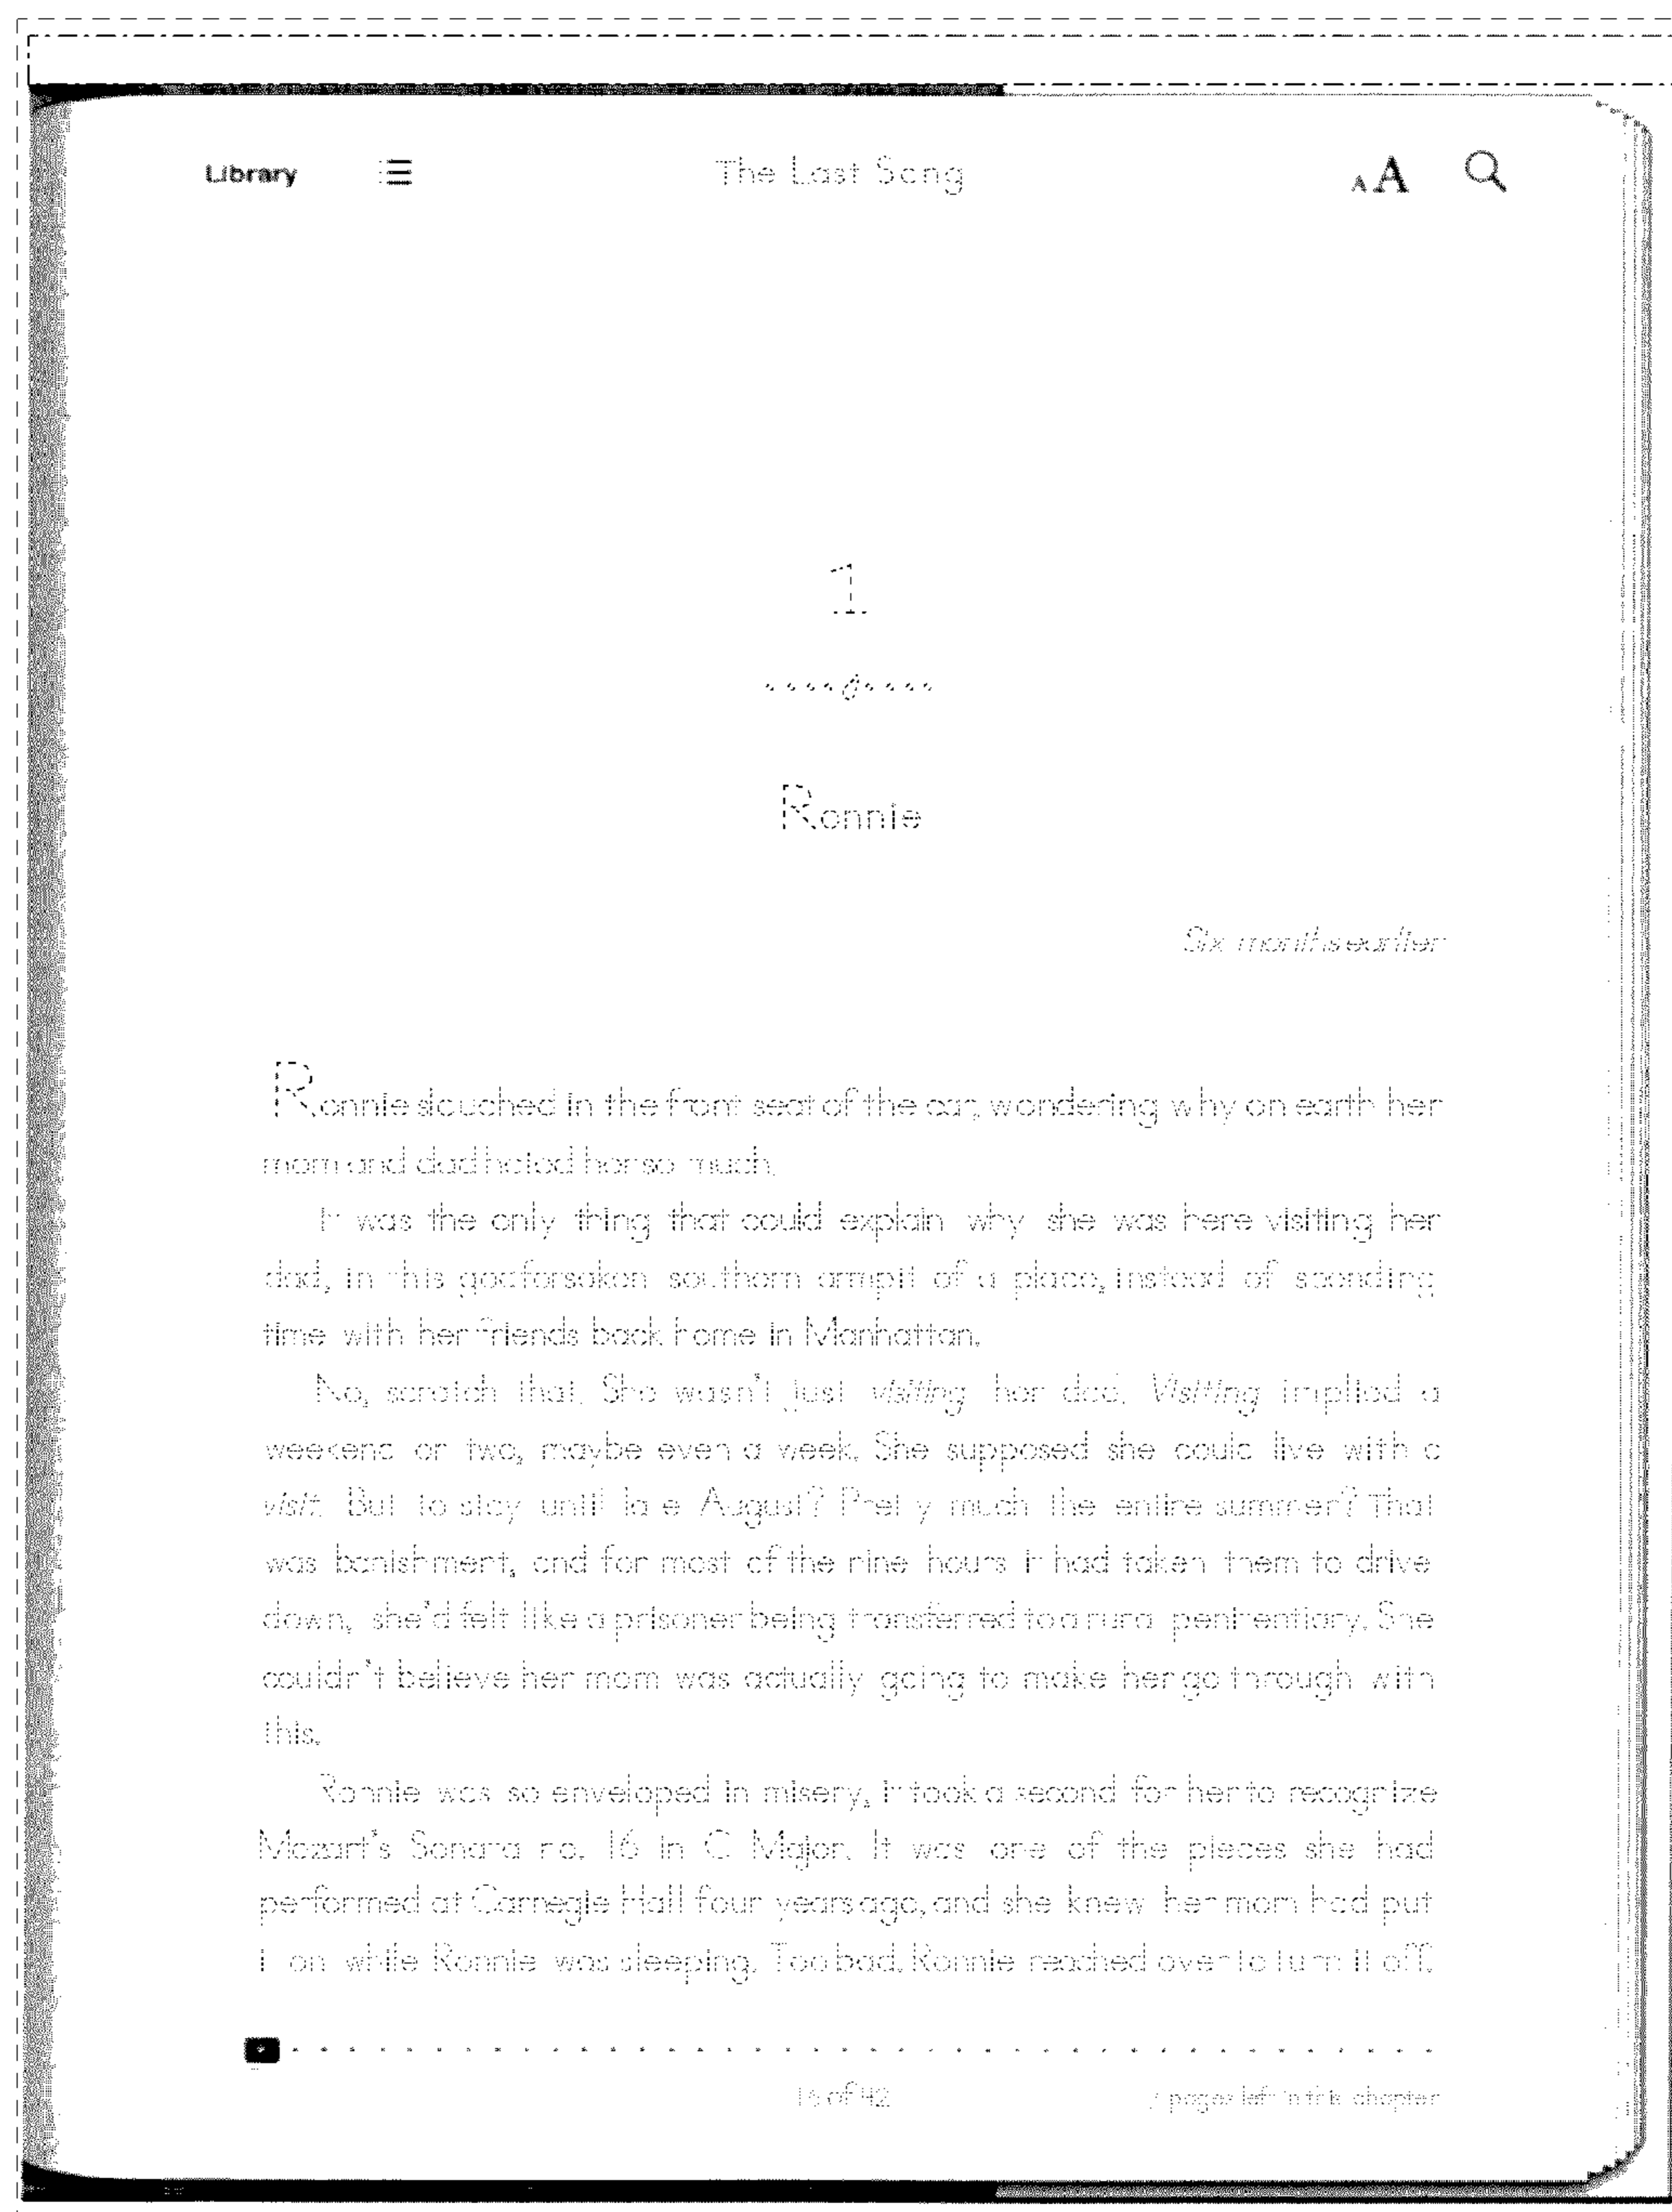 Library
The Last Song
AA
1
Ronnie
Six months earlier
Ronnie slouched in the front seat of the car, wondering why on earth her
mom and dad hated her so much.
It was the only thing that could explain why she was here visiting her
dad, in this godforsaken southern armpit of a place, instead of spending
time with her friends back home in Manhattan.
No, scratch that. She wasn't just visiting her dad. Visiting implied a
weekend or two, maybe even a week. She supposed she could live with a
visit. But to stay until late August? Pretty much the entire summer? That
was banishment, and for most of the nine hours it had taken them to drive
down, she'd felt like a prisoner being transferred to a rural penitentiary. She
couldn't believe her mom was actually going to make her go through with
this.
Ronnie was so enveloped in misery, it took a second for her to recognize
Mozart's Sonata no. 16 in C Major. It was one of the pieces she had
performed at Carnegie Hall four years ago, and she knew her mom had put
it on while Ronnie was sleeping. Too bad. Ronnie reached over to turn it off.
of
pages left in this chapter